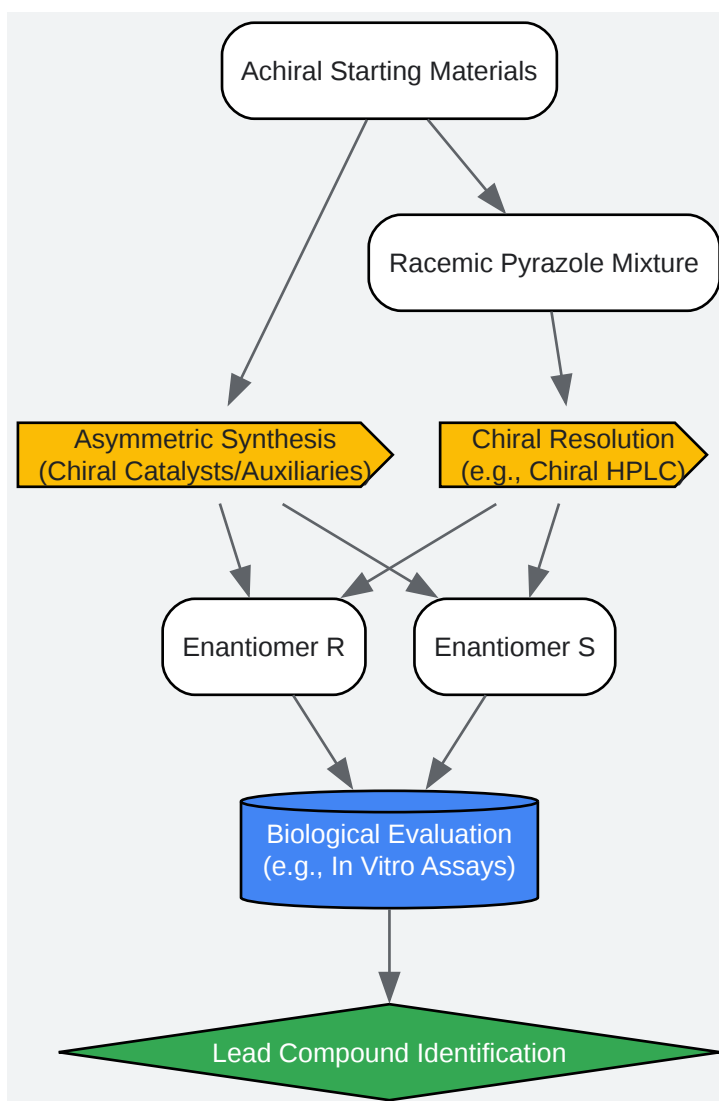 Achiral Starting Materials
Racemic Pyrazole Mixture
Asymmetric Synthesis
(Chiral Catalysts/Auxiliaries)
Chiral Resolution
(e.g., Chiral HPLC)
Enantiomer R
Enantiomer S
Biological Evaluation
(e.g., In Vitro Assays)
Lead Compound Identification